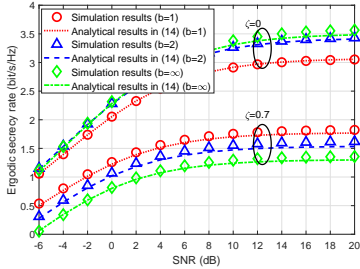 4
3.5
3
2.5
2
1.5
1
0.5
0
Ergodic secrecy rate (bit/s/Hz)
Simulation results (b=1)
Analytical results in (14) (b=1)
Simulation results (b=2)
Analytical results in (14) (b=2)
Simulation results (b=∞)
Analytical results in (14) (b=∞)
ζ=0
ζ=0.7
-6 -4 -2 0 2 4 6 8 10 12 14 16 18 20
SNR (dB)